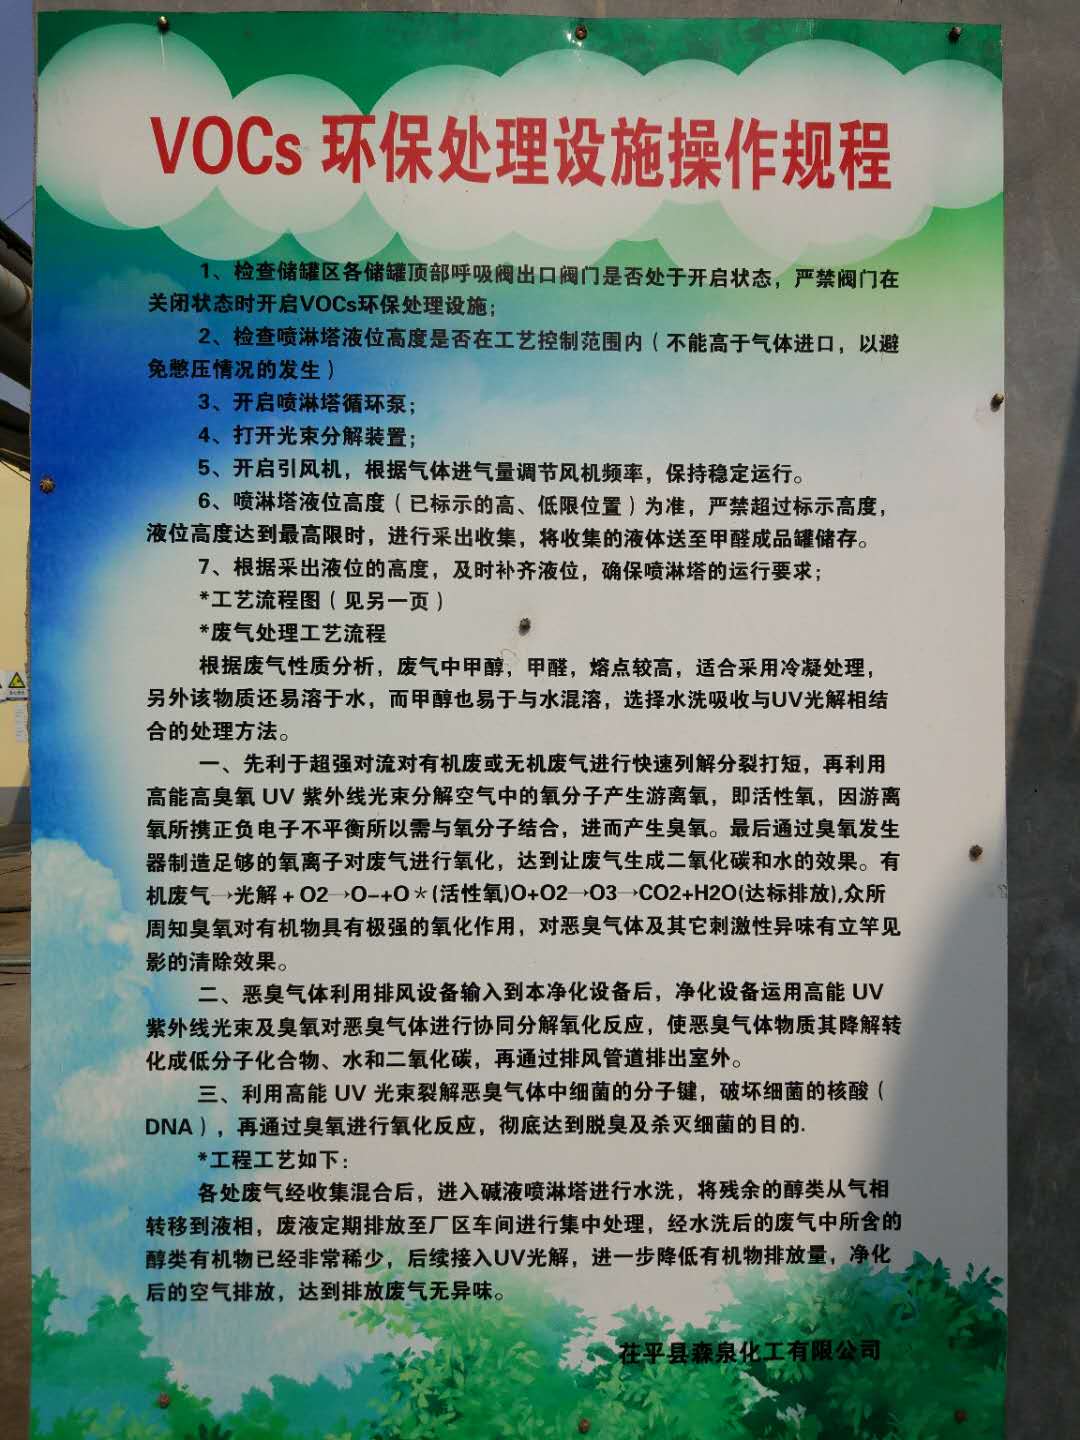 VOCs 环保处理设施操作规程
1、检查储罐区各储罐顶部呼吸阀出口阀门是否处于开启状态，严禁阀门在
关闭状态时开启VOCs环保处理设施；
2、检查喷淋塔液位高度是否在工艺控制范围内（不能高于气体进口，以避
免憋压情况的发生）
3、开启喷淋塔循环泵；
4、打开光束分解装置；
5、开启引风机，根据气体进气量调节风机频率，保持稳定运行。
6、喷淋塔液位高度（已标示的高、低限位置）为准，严禁超过标示高度，
液位高度达到最高限时，进行采出收集，将收集的液体送至甲醛成品罐储存。
7、根据采出液位的高度，及时补齐液位，确保喷淋塔的运行要求；
*工艺流程图（见另一页）
*废气处理工艺流程
根据废气性质分析，废气中甲醇，甲醛，熔点较高，适合采用冷凝处理，
另外该物质还易溶于水，而甲醇也易于与水混溶，选择水洗吸收与UV光解相结
合的处理方法。
一、先利于超强对流对有机废或无机废气进行快速列解分裂打短，再利用
高能高臭氧 UV 紫外线光束分解空气中的氧分子产生游离氧，即活性氧，因游离
氧所携正负电子不平衡所以需与氧分子结合，进而产生臭氧。最后通过臭氧发生
器制造足够的氧离子对废气进行氧化，达到让废气生成二氧化碳和水的效果。有
机废气→光解＋O2→O-+O＊(活性氧)O+O2→O3→CO2+H2O(达标排放),众所
周知臭氧对有机物具有极强的氧化作用，对恶臭气体及其它刺激性异味有立竿见
影的清除效果。
二、恶臭气体利用排风设备输入到本净化设备后，净化设备运用高能 UV
紫外线光束及臭氧对恶臭气体进行协同分解氧化反应，使恶臭气体物质其降解转
化成低分子化合物、水和二氧化碳，再通过排风管道排出室外。
三、利用高能 UV 光束裂解恶臭气体中细菌的分子键，破坏细菌的核酸（
DNA），再通过臭氧进行氧化反应，彻底达到脱臭及杀灭细菌的目的.
*工程工艺如下：
各处废气经收集混合后，进入碱液喷淋塔进行水洗，将残余的醇类从气相
转移到液相，废液定期排放至厂区车间进行集中处理，经水洗后的废气中所含的
醇类有机物已经非常稀少，后续接入UV光解，进一步降低有机物排放量，净化
后的空气排放，达到排放废气无异味。
茌平县森泉化工有限公司